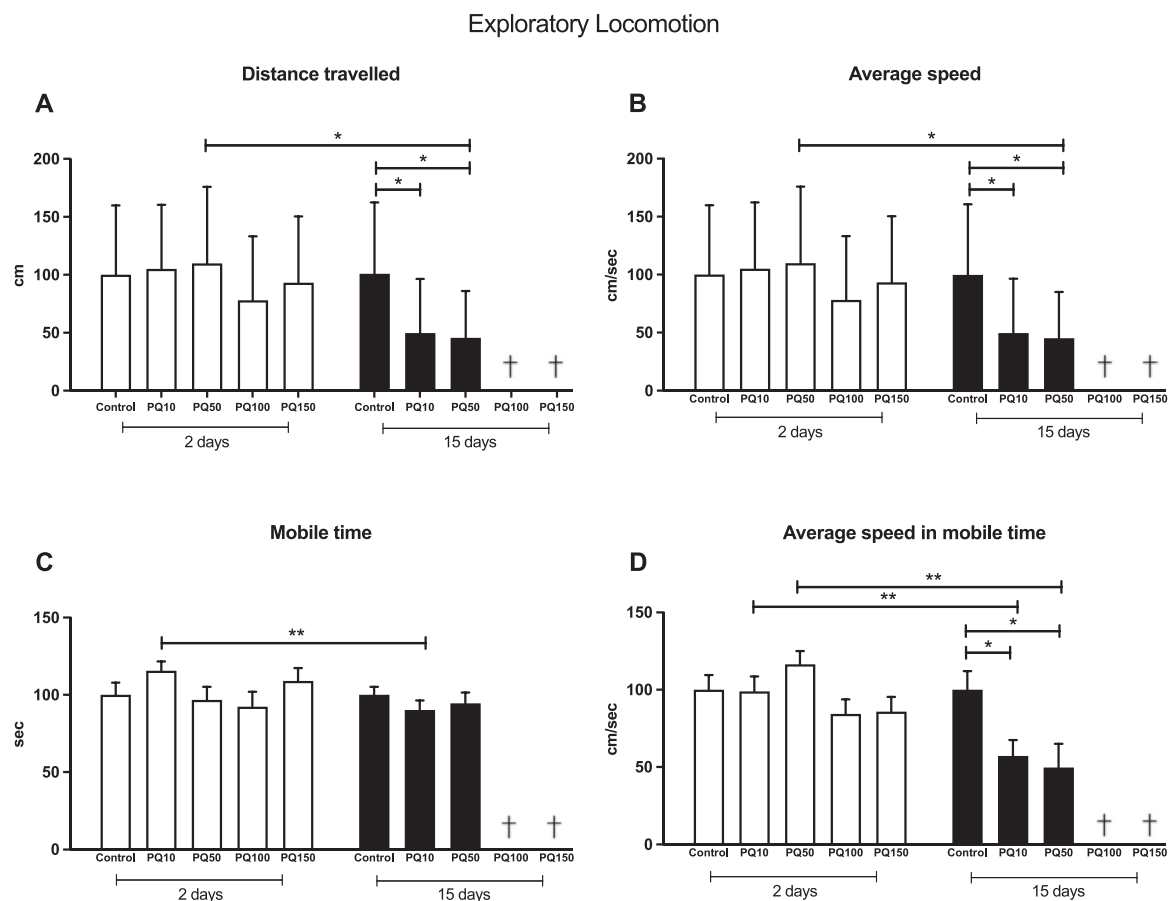 Exploratory Locomotion
Distance travelled
A
*
*
*
200
150
100
50
0
cm
Control PQ10 PQ50 PQ100 PQ150 Control PQ10 PQ50 PQ100 PQ150
† †
2 days 15 days
Average speed
B
*
*
*
200
150
100
50
0
cm/sec
Control PQ10 PQ50 PQ100 PQ150 Control PQ10 PQ50 PQ100 PQ150
† †
2 days 15 days
Mobile time
C
**
150
100
50
0
sec
† †
Control PQ10 PQ50 PQ100 PQ150 Control PQ10 PQ50 PQ100 PQ150
2 days 15 days
Average speed in mobile time
D
**
**
*
*
150
100
50
0
cm/sec
† †
Control PQ10 PQ50 PQ100 PQ150 Control PQ10 PQ50 PQ100 PQ150
2 days 15 days